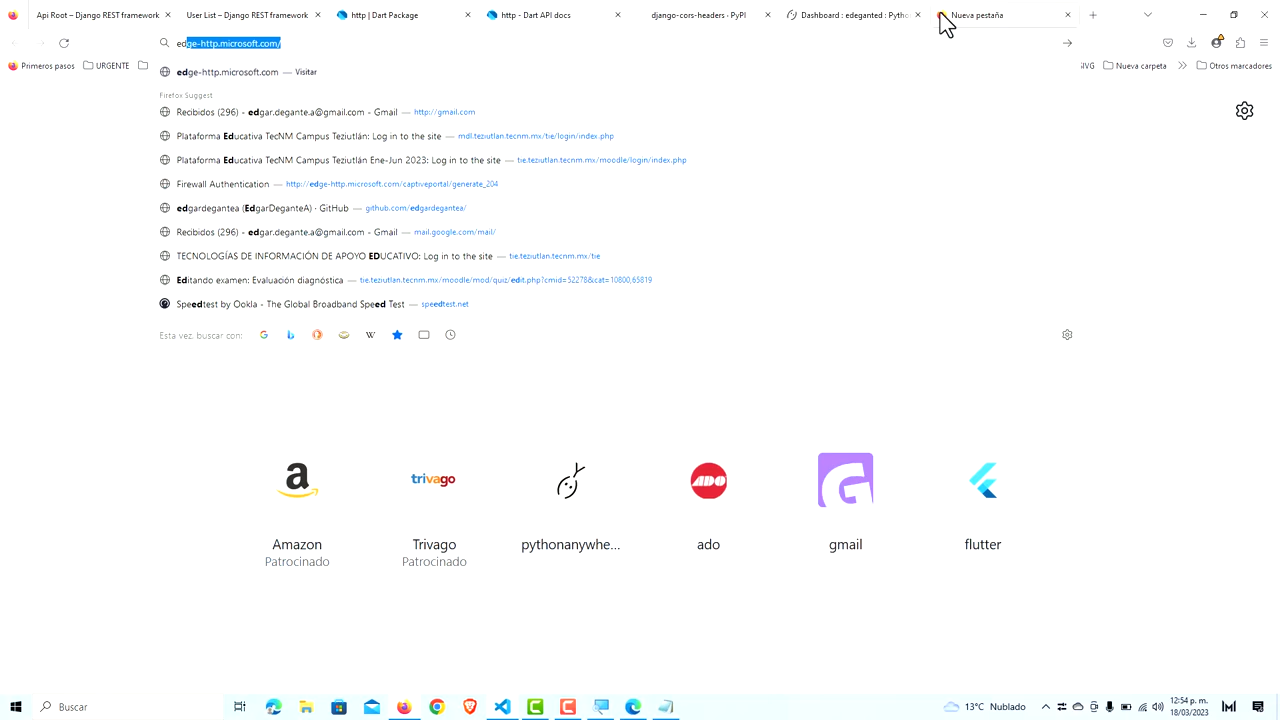 Api Root – Django REST framework
User List – Django REST framework
http | Dart Package
http - Dart API docs
django-cors-headers · PyPI
Dashboard : edeganted : Pytho
Nueva pestaña
edge-http.microsoft.com/
Primeros pasos
URGENTE
Nueva carpeta
Otros marcadores
edge-http.microsoft.com — Visitar
Firefox Suggest
Recibidos (296) - edgar.degante.a@gmail.com - Gmail — http://gmail.com
Plataforma Educativa TecNM Campus Teziutlán: Log in to the site — mdl.teziutlan.tecnm.mx/tie/login/index.php
Plataforma Educativa TecNM Campus Teziutlán Ene-Jun 2023: Log in to the site — tie.teziutlan.tecnm.mx/moodle/login/index.php
Firewall Authentication — http://edge-http.microsoft.com/captiveportal/generate_204
edgardegantea (EdgarDeganteA) · GitHub — github.com/edgardegantea/
Recibidos (296) - edgar.degante.a@gmail.com - Gmail — mail.google.com/mail/
TECNOLOGÍAS DE INFORMACIÓN DE APOYO EDUCATIVO: Log in to the site — tie.teziutlan.tecnm.mx/tie
Editando examen: Evaluación diagnóstica — tie.teziutlan.tecnm.mx/moodle/mod/quiz/edit.php?cmid=52278&cat=10800,65819
Speedtest by Ookla - The Global Broadband Speed Test — speedtest.net
Esta vez, buscar con:
trivago
ADO
Amazon
Patrocinado
Trivago
Patrocinado
pythonanywhe...
ado
gmail
flutter
Buscar
13°C Nublado
12:54 p. m.
18/03/2023